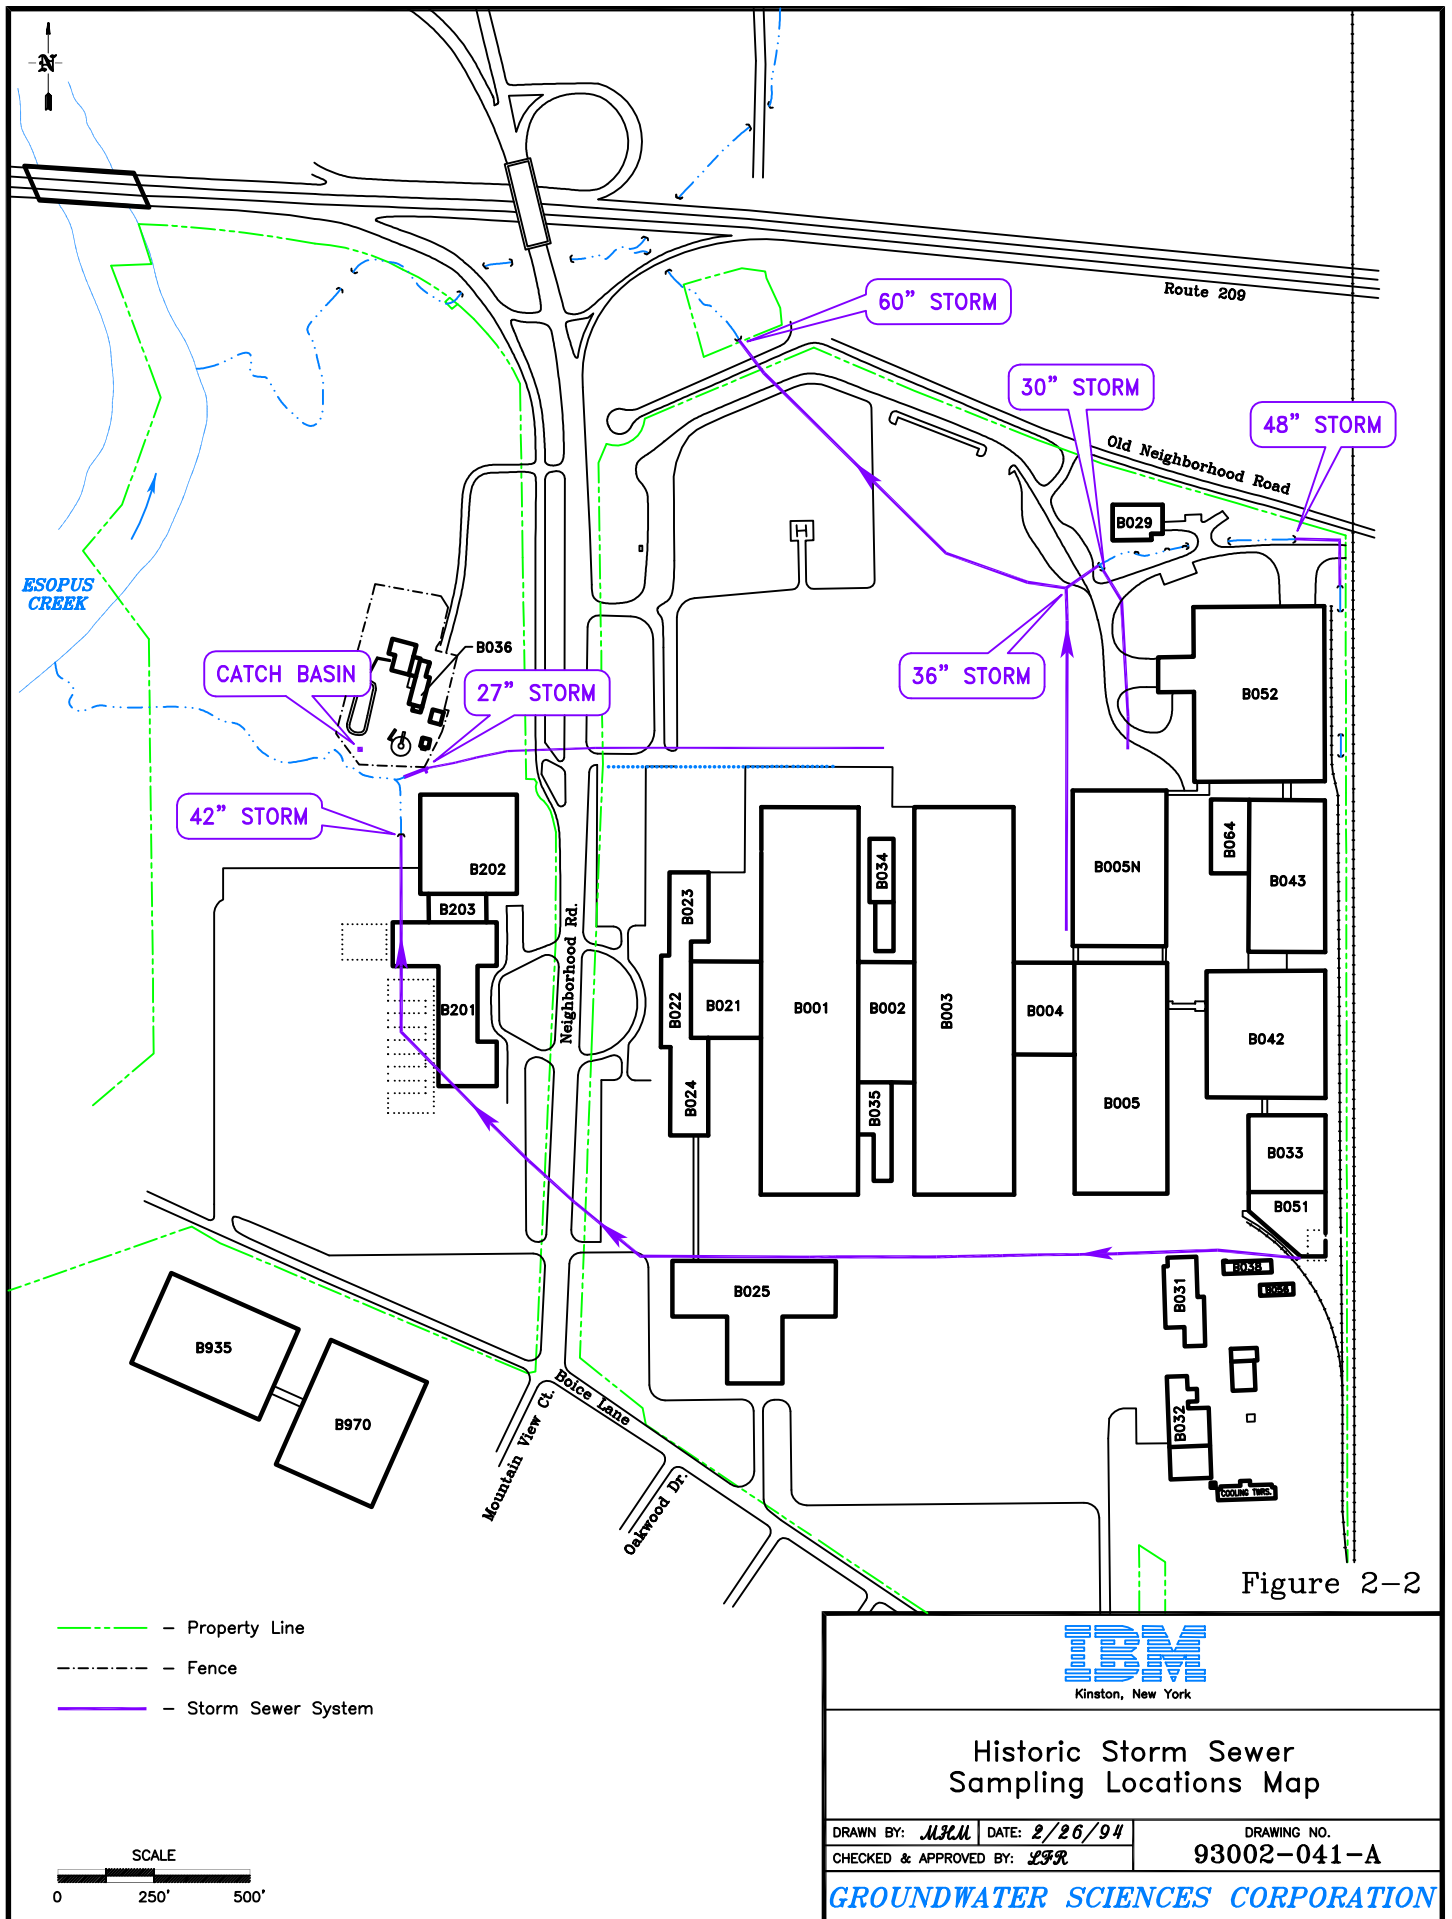 N
Route 209
60” STORM
30” STORM
48” STORM
Old Neighborhood Road
B029
H
ESOPUS
CREEK
B036
CATCH BASIN
27” STORM
36” STORM
B052
42” STORM
B202
B203
B201
Neighborhood Rd.
B023
B022
B021
B024
B001
B034
B002
B035
B003
B004
B005N
B005
B064
B043
B042
B033
B051
B025
B031
B038
B032
COOLING TWRS.
B935
B970
Boice Lane
Mountain View Ct.
Oakwood Dr.
Figure 2-2
- Property Line
- Fence
- Storm Sewer System
SCALE
0 250' 500'
IBM
Kinston, New York
Historic Storm Sewer
Sampling Locations Map
DRAWN BY: MHM DATE: 2/26/94
CHECKED & APPROVED BY: LFR
DRAWING NO.
93002-041-A
GROUNDWATER SCIENCES CORPORATION